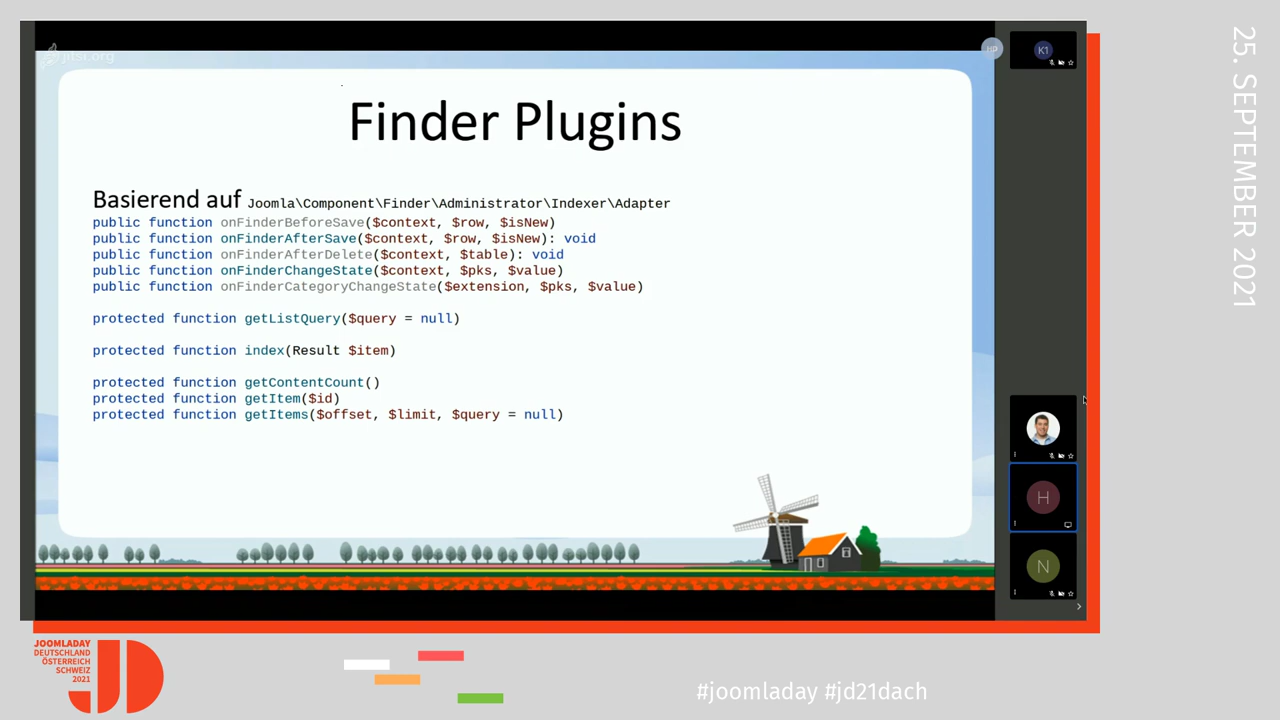 jitsi.org
HP
K1
Finder Plugins
Basierend auf Joomla\Component\Finder\Administrator\Indexer\Adapter
public function onFinderBeforeSave($context, $row, $isNew)
public function onFinderAfterSave($context, $row, $isNew): void
public function onFinderAfterDelete($context, $table): void
public function onFinderChangeState($context, $pks, $value)
public function onFinderCategoryChangeState($extension, $pks, $value)
protected function getListQuery($query = null)
protected function index(Result $item)
protected function getContentCount()
protected function getItem($id)
protected function getItems($offset, $limit, $query = null)
H
N
25. SEPTEMBER 2021
JOOMLADAY
DEUTSCHLAND
ÖSTERREICH
SCHWEIZ
2021
JD
#joomladay #jd21dach